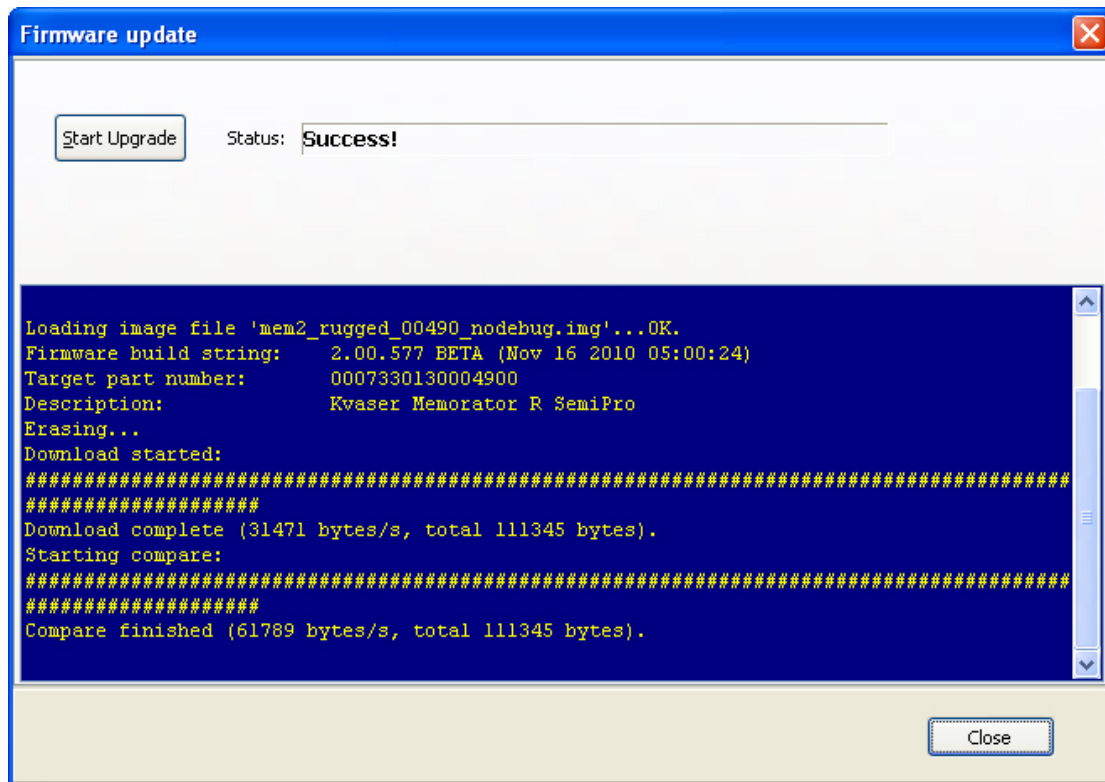 Firmware update
Start Upgrade Status: Success!
Loading image file 'mem2_rugged_00490_nodebug.img'...OK.
Firmware build string: 2.00.577 BETA (Nov 16 2010 05:00:24)
Target part number: 0007330130004900
Description: Kvaser Memorator R SemiPro
Erasing...
Download started:
##########################################################################################
####################
Download complete (31471 bytes/s, total 111345 bytes).
Starting compare:
##########################################################################################
####################
Compare finished (61789 bytes/s, total 111345 bytes).
Close